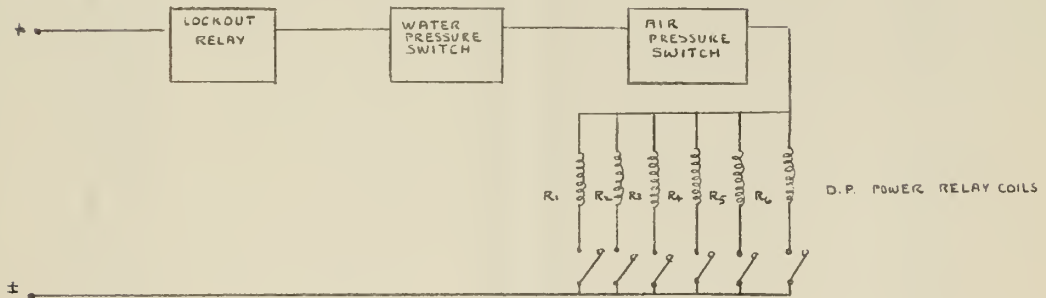 LOCKOUT
RELAY
WATER
PRESSURE
SWITCH
AIR
PRESSURE
SWITCH
R1 R2 R3 R4 R5 R6
D.P. POWER RELAY COILS
±